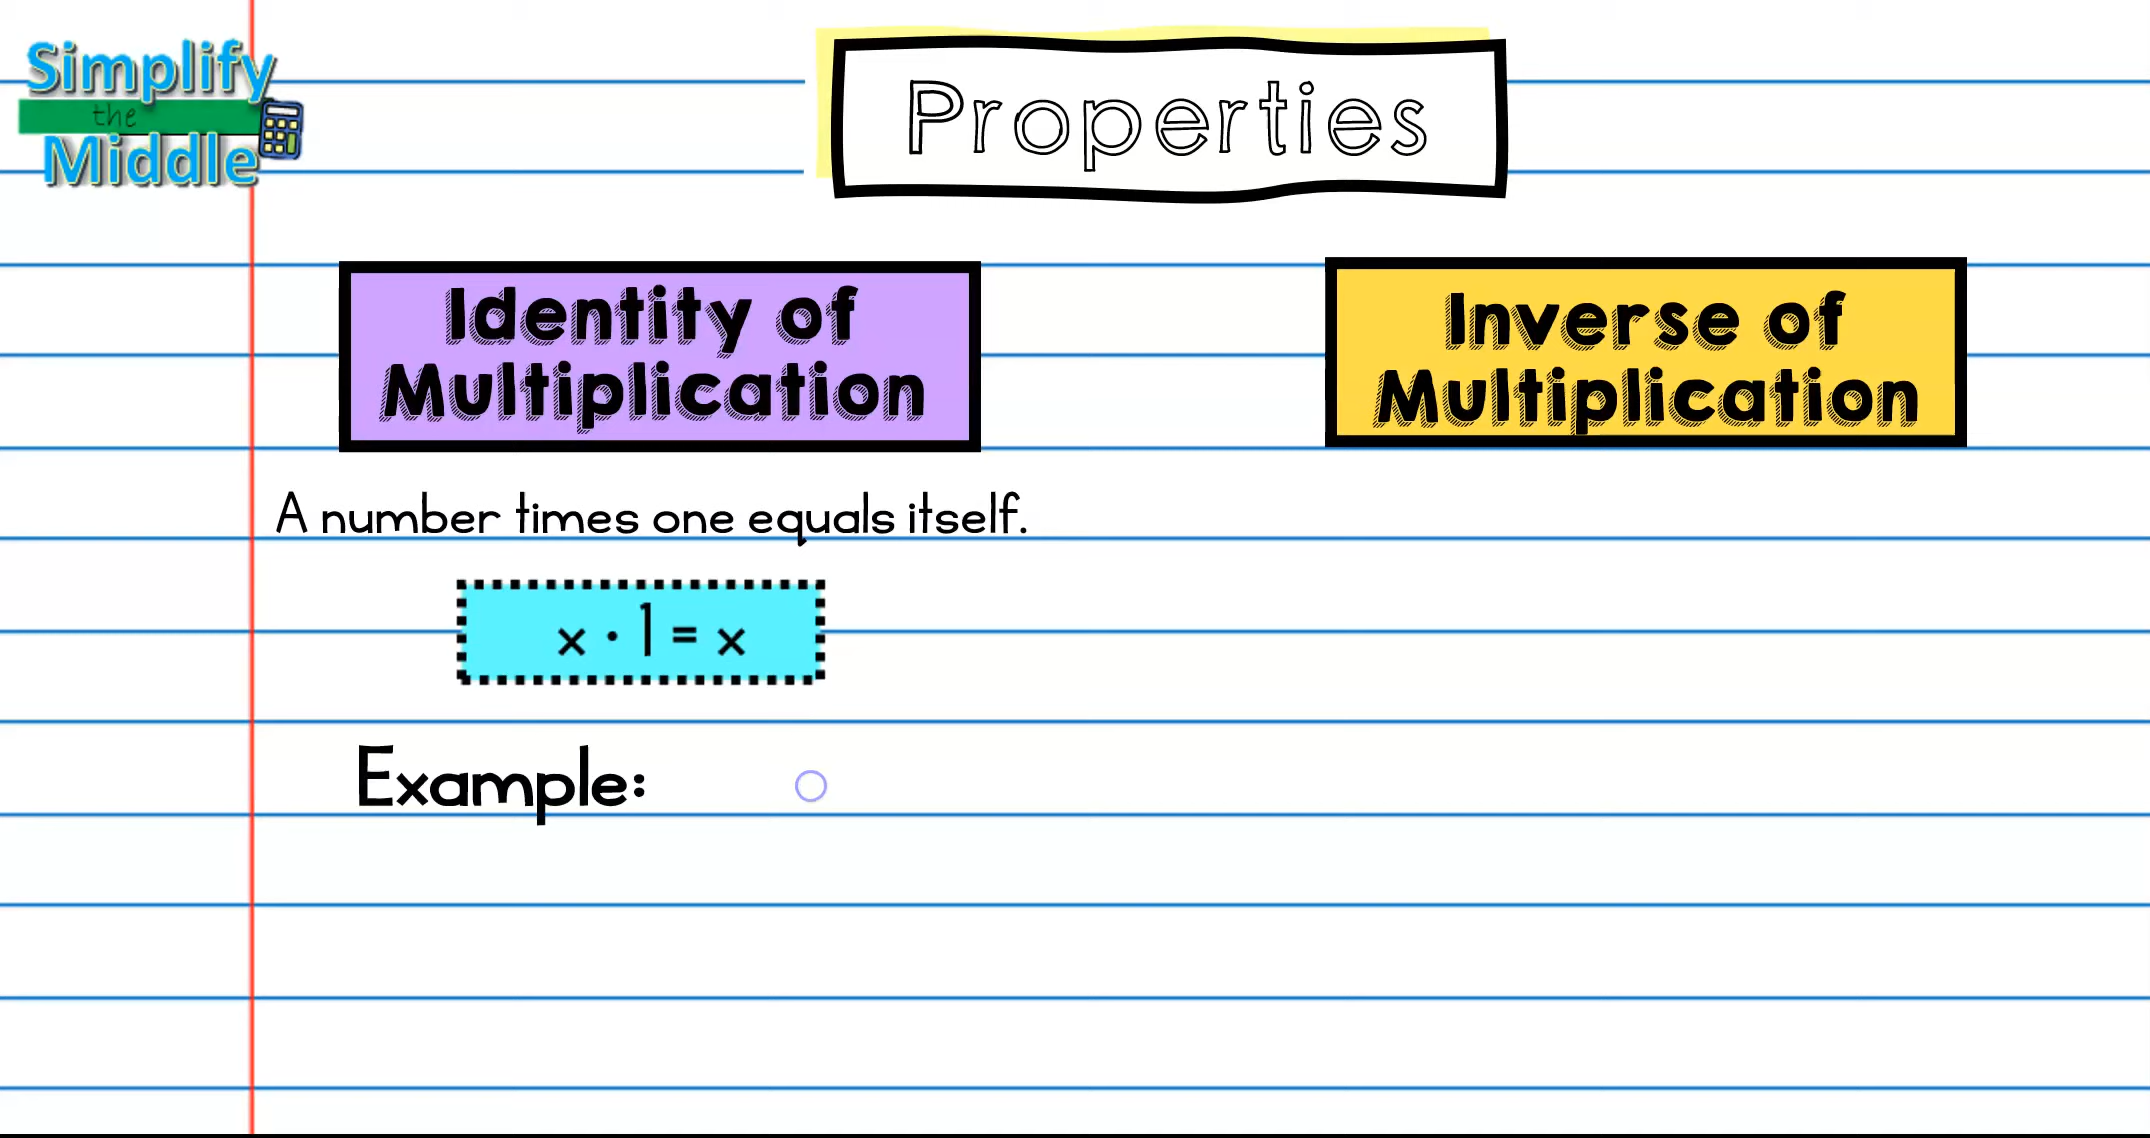 Simplify
the
Middle
Properties
Identity of
Multiplication
Inverse of
Multiplication
A number times one equals itself.
x · 1 = x
Example: